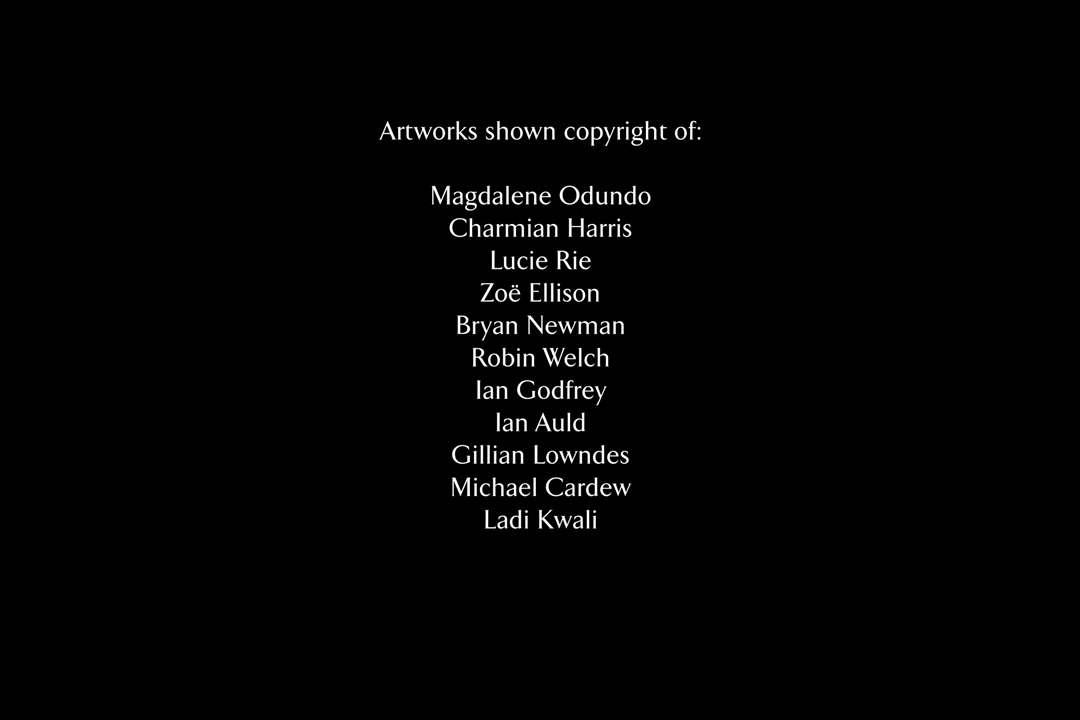 Artworks shown copyright of:
Magdalene Odundo
Charmian Harris
Lucie Rie
Zoë Ellison
Bryan Newman
Robin Welch
Ian Godfrey
Ian Auld
Gillian Lowndes
Michael Cardew
Ladi Kwali